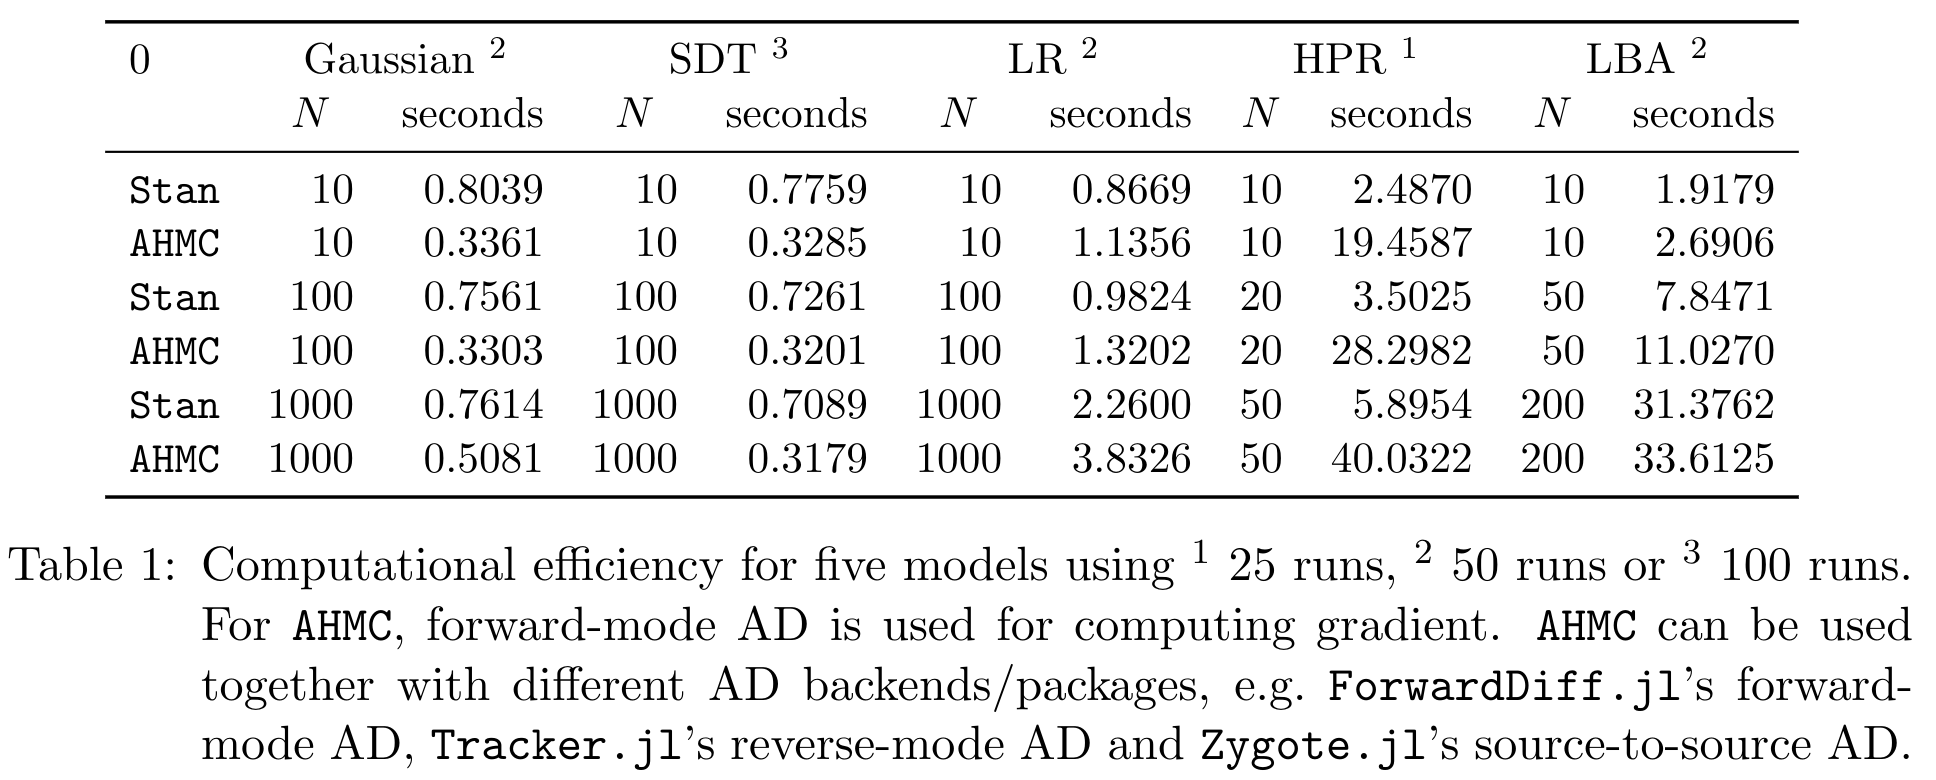 0 Gaussian 2 SDT 3 LR 2 HPR 1 LBA 2
N seconds N seconds N seconds N seconds N seconds
Stan 10 0.8039 10 0.7759 10 0.8669 10 2.4870 10 1.9179
AHMC 10 0.3361 10 0.3285 10 1.1356 10 19.4587 10 2.6906
Stan 100 0.7561 100 0.7261 100 0.9824 20 3.5025 50 7.8471
AHMC 100 0.3303 100 0.3201 100 1.3202 20 28.2982 50 11.0270
Stan 1000 0.7614 1000 0.7089 1000 2.2600 50 5.8954 200 31.3762
AHMC 1000 0.5081 1000 0.3179 1000 3.8326 50 40.0322 200 33.6125
Table 1: Computational efficiency for five models using 1 25 runs, 2 50 runs or 3 100 runs.
For AHMC, forward-mode AD is used for computing gradient. AHMC can be used
together with different AD backends/packages, e.g. ForwardDiff.jl's forward-
mode AD, Tracker.jl's reverse-mode AD and Zygote.jl's source-to-source AD.